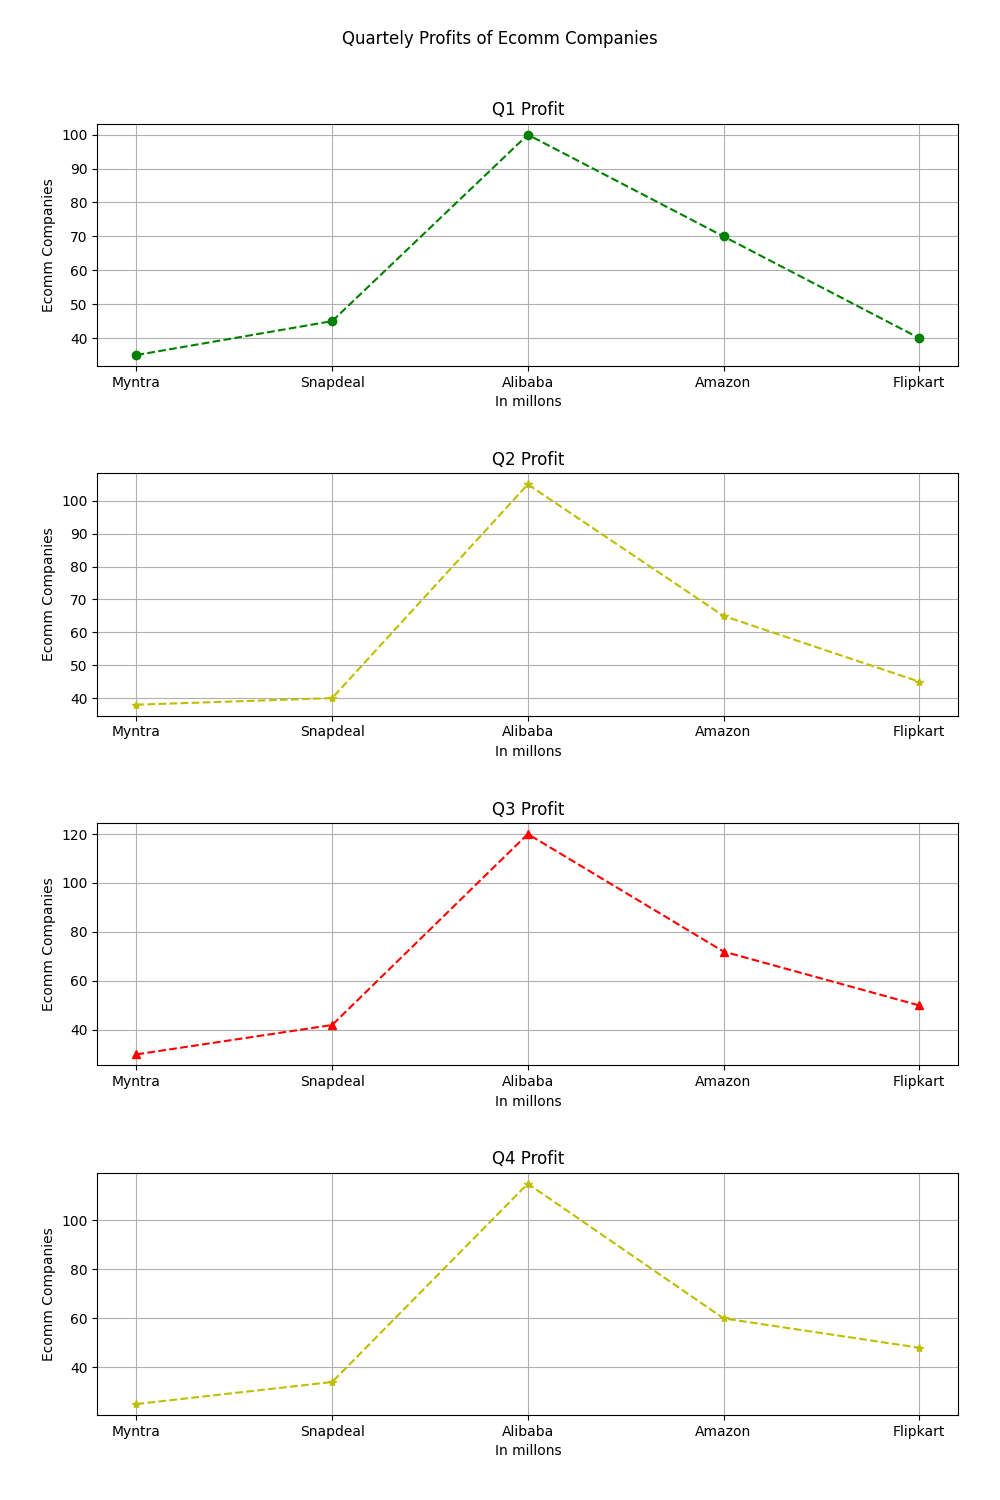 Quartely Profits of Ecomm Companies
Q1 Profit
100
90
80
70
60
50
40
Ecomm Companies
Myntra Snapdeal Alibaba Amazon Flipkart
In millons
Q2 Profit
100
90
80
70
60
50
40
Ecomm Companies
Myntra Snapdeal Alibaba Amazon Flipkart
In millons
Q3 Profit
120
100
80
60
40
Ecomm Companies
Myntra Snapdeal Alibaba Amazon Flipkart
In millons
Q4 Profit
100
80
60
40
Ecomm Companies
Myntra Snapdeal Alibaba Amazon Flipkart
In millons